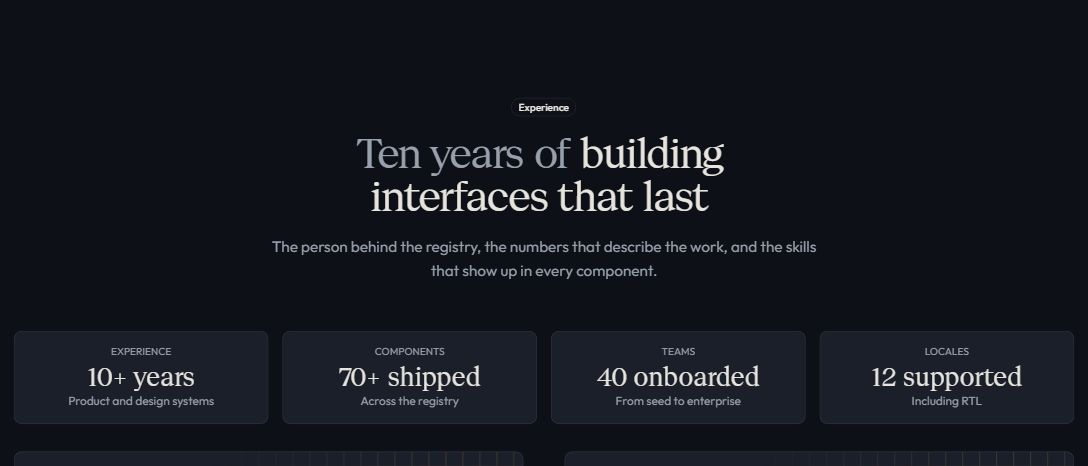 Experience
Ten years of building
interfaces that last
The person behind the registry, the numbers that describe the work, and the skills
that show up in every component.
EXPERIENCE
10+ years
Product and design systems
COMPONENTS
70+ shipped
Across the registry
TEAMS
40 onboarded
From seed to enterprise
LOCALES
12 supported
Including RTL